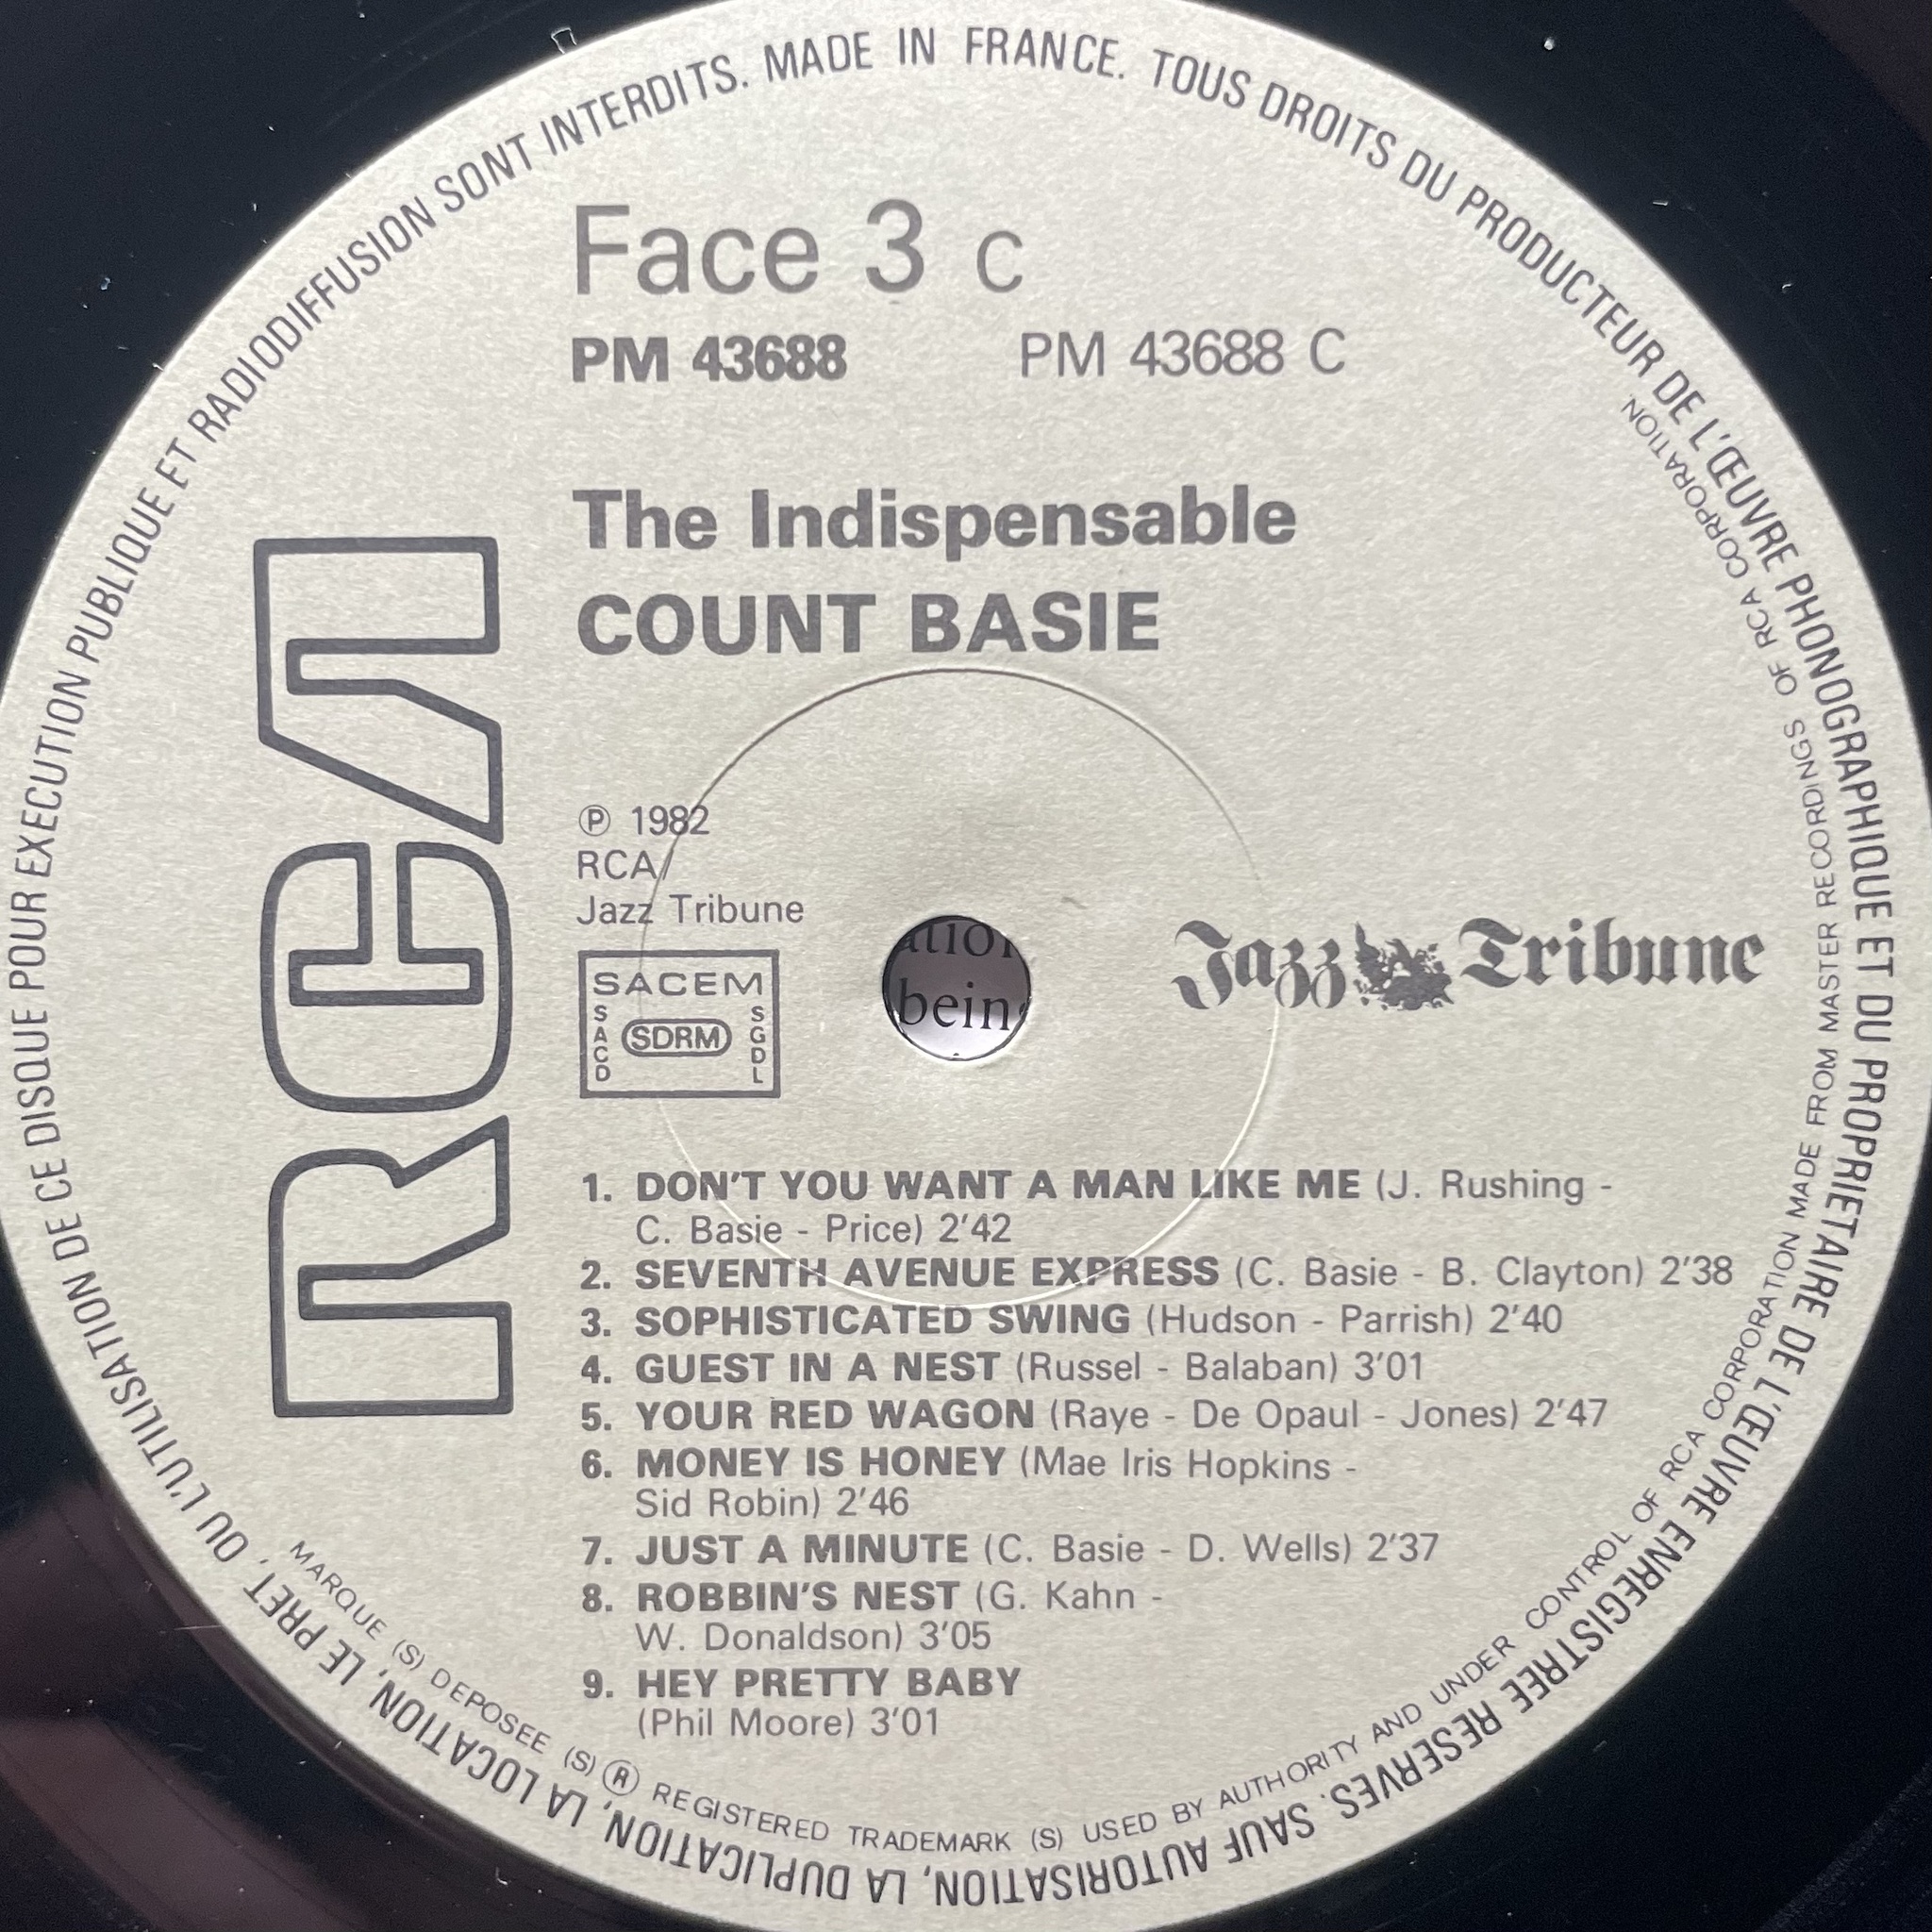 MADE IN FRANCE. TOUS DROITS DU PRODUCTEUR DE L'ŒUVRE PHONOGRAPHIQUE ET DU PROPRIETAIRE DE L'ŒUVRE ENREGISTREE RESERVES. SAUF AUTORISATION, LA DUPLICATION, LA LOCATION, LE PRET, OU L'UTILISATION DE CE DISQUE POUR EXECUTION PUBLIQUE ET RADIODIFFUSION SONT INTERDITS.
Face 3 C
PM 43688 PM 43688 C
The Indispensable
COUNT BASIE
RCA
℗ 1982
RCA/
Jazz Tribune
SACEM
SACD SDRM SGDL
bein
Jazz Tribune
1. DON'T YOU WANT A MAN LIKE ME (J. Rushing -
C. Basie - Price) 2'42
2. SEVENTH AVENUE EXPRESS (C. Basie - B. Clayton) 2'38
3. SOPHISTICATED SWING (Hudson - Parrish) 2'40
4. GUEST IN A NEST (Russel - Balaban) 3'01
5. YOUR RED WAGON (Raye - De Opaul - Jones) 2'47
6. MONEY IS HONEY (Mae Iris Hopkins -
Sid Robin) 2'46
7. JUST A MINUTE (C. Basie - D. Wells) 2'37
8. ROBBIN'S NEST (G. Kahn -
W. Donaldson) 3'05
9. HEY PRETTY BABY
(Phil Moore) 3'01
MARQUE (S) DEPOSEE (S) ® REGISTERED TRADEMARK (S) USED BY AUTHORITY AND UNDER CONTROL OF RCA CORPORATION MADE FROM MASTER RECORDINGS OF RCA CORPORATION